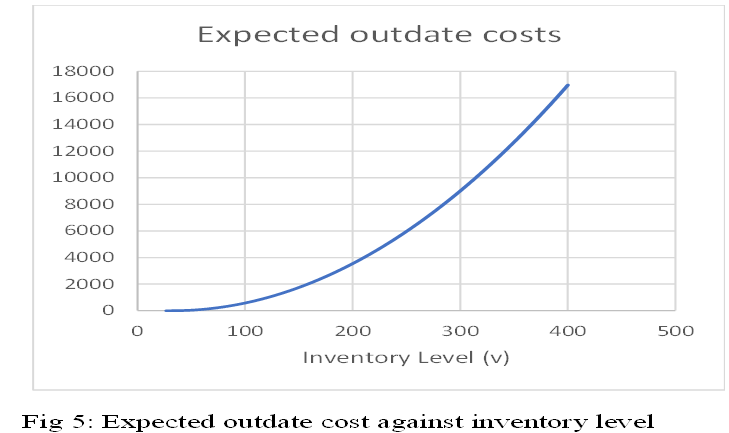 Expected outdate costs
18000
16000
14000
12000
10000
8000
6000
4000
2000
0
0 100 200 300 400 500
Inventory Level (v)
Fig 5: Expected outdate cost against inventory level